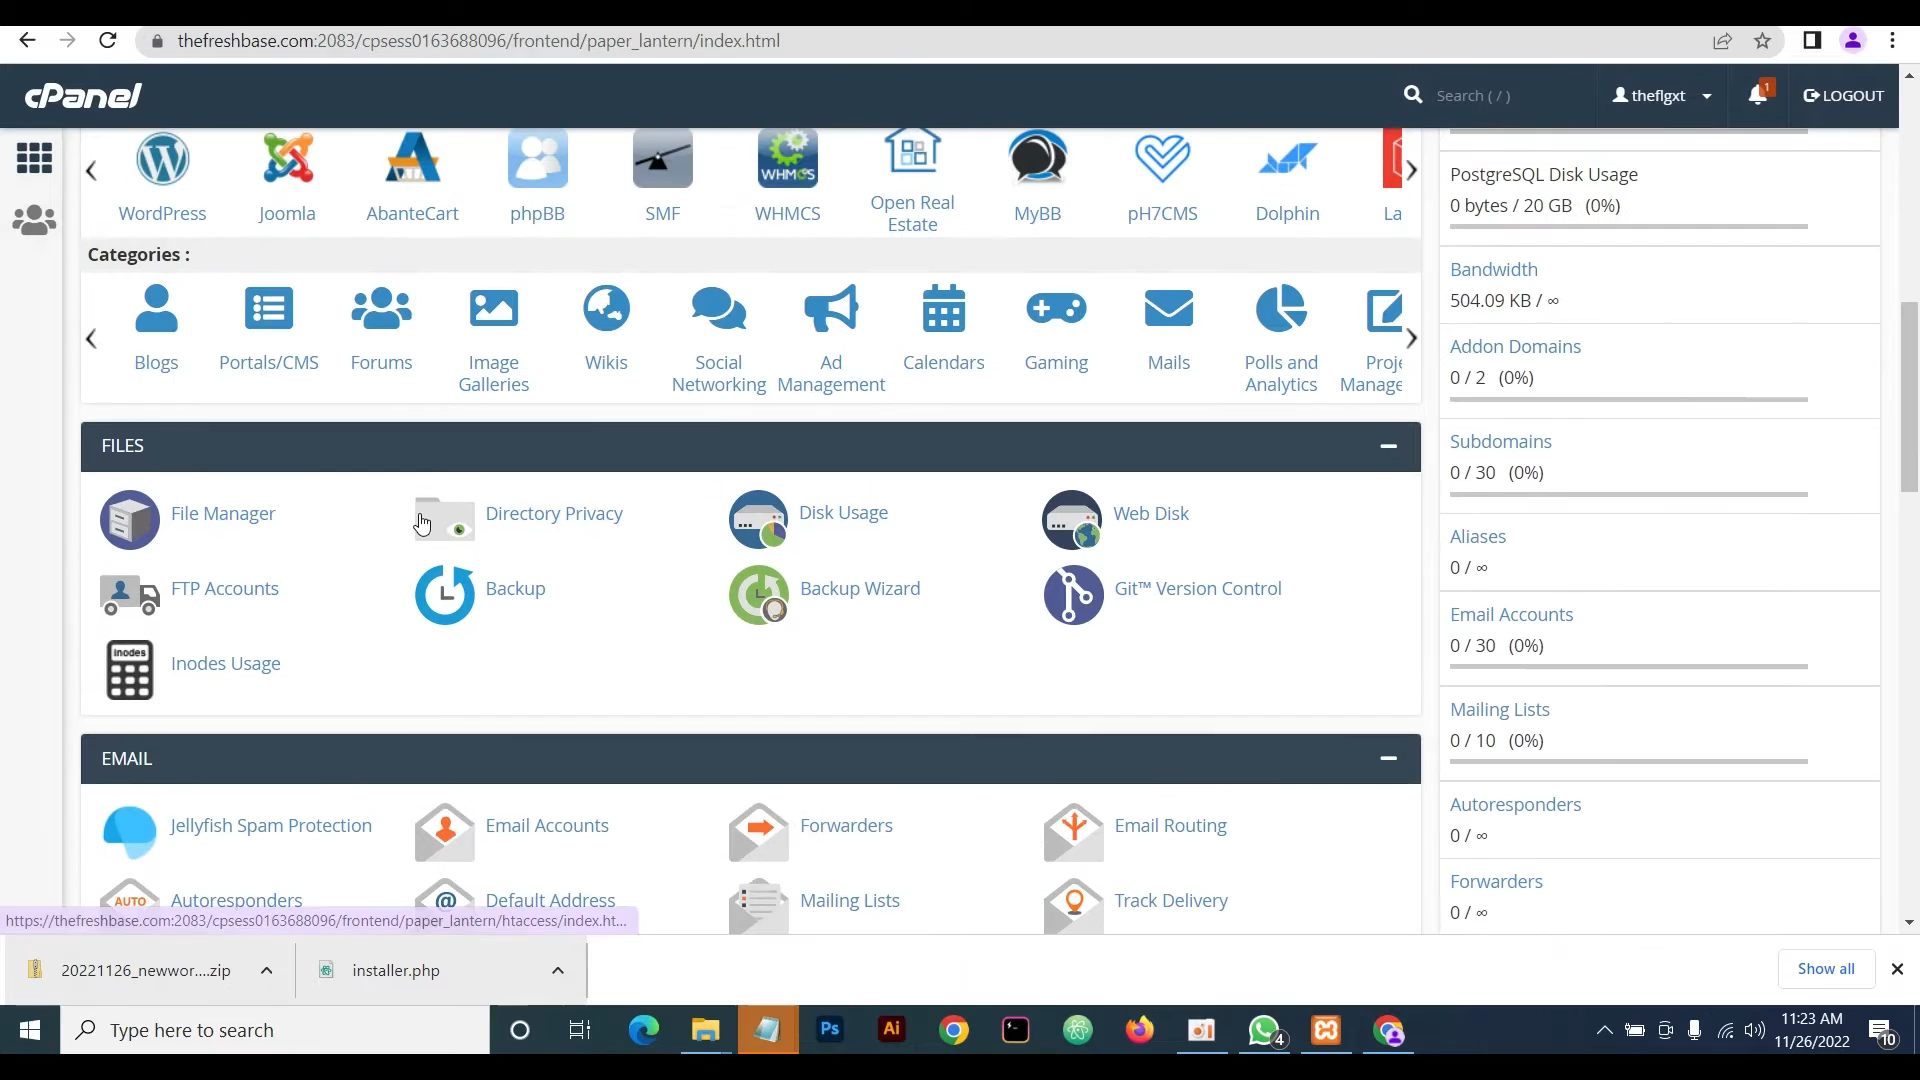 thefreshbase.com:2083/cpsess0163688096/frontend/paper_lantern/index.html
cPanel
Search ( / )
theflgxt
1
LOGOUT
WHMCS
WordPress
Joomla
AbanteCart
phpBB
SMF
WHMCS
Open Real
Estate
MyBB
pH7CMS
Dolphin
La
Categories :
Blogs
Portals/CMS
Forums
Image
Galleries
Wikis
Social
Networking
Ad
Management
Calendars
Gaming
Mails
Polls and
Analytics
Proje
Manage
FILES
File Manager
Directory Privacy
Disk Usage
Web Disk
FTP Accounts
Backup
Backup Wizard
Git™ Version Control
inodes
Inodes Usage
EMAIL
Jellyfish Spam Protection
Email Accounts
Forwarders
Email Routing
AUTO
Autoresponders
@
Default Address
Mailing Lists
Track Delivery
PostgreSQL Disk Usage
0 bytes / 20 GB (0%)
Bandwidth
504.09 KB / ∞
Addon Domains
0 / 2 (0%)
Subdomains
0 / 30 (0%)
Aliases
0 / ∞
Email Accounts
0 / 30 (0%)
Mailing Lists
0 / 10 (0%)
Autoresponders
0 / ∞
Forwarders
0 / ∞
https://thefreshbase.com:2083/cpsess0163688096/frontend/paper_lantern/htaccess/index.ht...
20221126_newwor....zip
installer.php
Show all
Type here to search
Ps
Ai
4
11:23 AM
11/26/2022
10